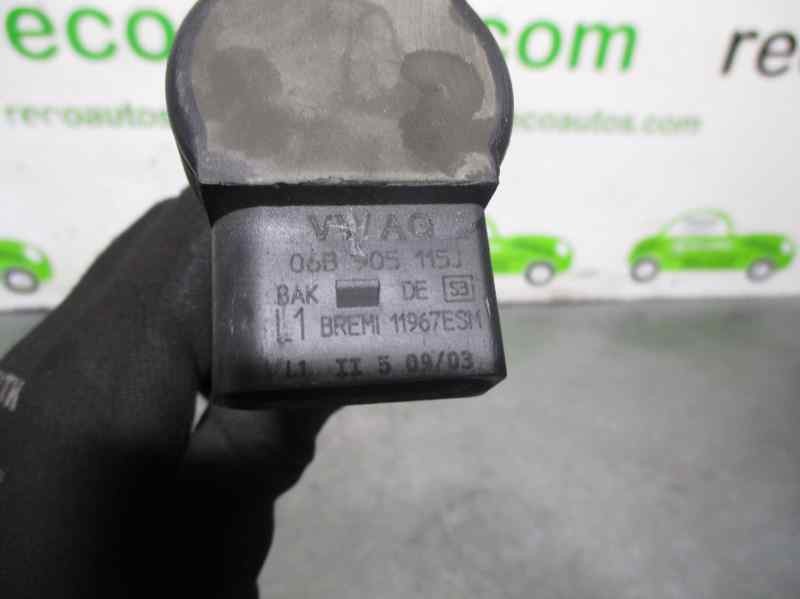 eco
com
re
recoautos
recoautos.com
VW AG
06B 905 115J
BAK DE S3
L1 BREMI 11967ESM
L1 II 5 09/03